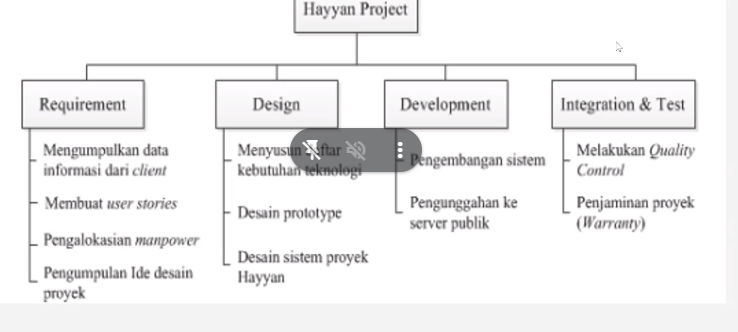 Hayyan Project
Requirement
Mengumpulkan data
informasi dari client
Membuat user stories
Pengalokasian manpower
Pengumpulan Ide desain
proyek
Design
Menyusun
kebutuhan teknologi
Desain prototype
Desain sistem proyek
Hayyan
Development
Pengembangan sistem
Pengunggahan ke
server publik
Integration & Test
Melakukan Quality
Control
Penjaminan proyek
(Warranty)